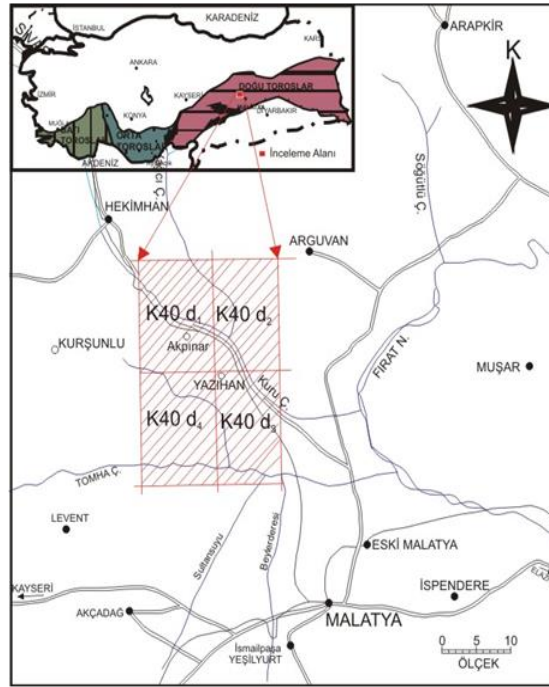 KARADENİZ
İSTANBUL
KARS
ANKARA
KAYSERİ
DOĞU TOROSLAR
İZMİR
KONYA
DİYARBAKIR
ORTA
TOROSLAR
TOROSLAR
AKDENİZ
İnceleme Alanı
ARAPKİR
K
Söğütlü Ç.
HEKİMHAN
ARGUVAN
K40 d1
K40 d2
Akpınar
KURŞUNLU
FIRAT N.
MUŞAR
YAZIHAN
Kuru Ç.
K40 d4
K40 d3
TOMHA Ç.
LEVENT
Sultansuyu
Beylerderesi
ESKİ MALATYA
KAYSERİ
İSPENDERE
AKÇADAĞ
MALATYA
İsmailpaşa
YEŞİLYURT
0 5 10
ÖLÇEK